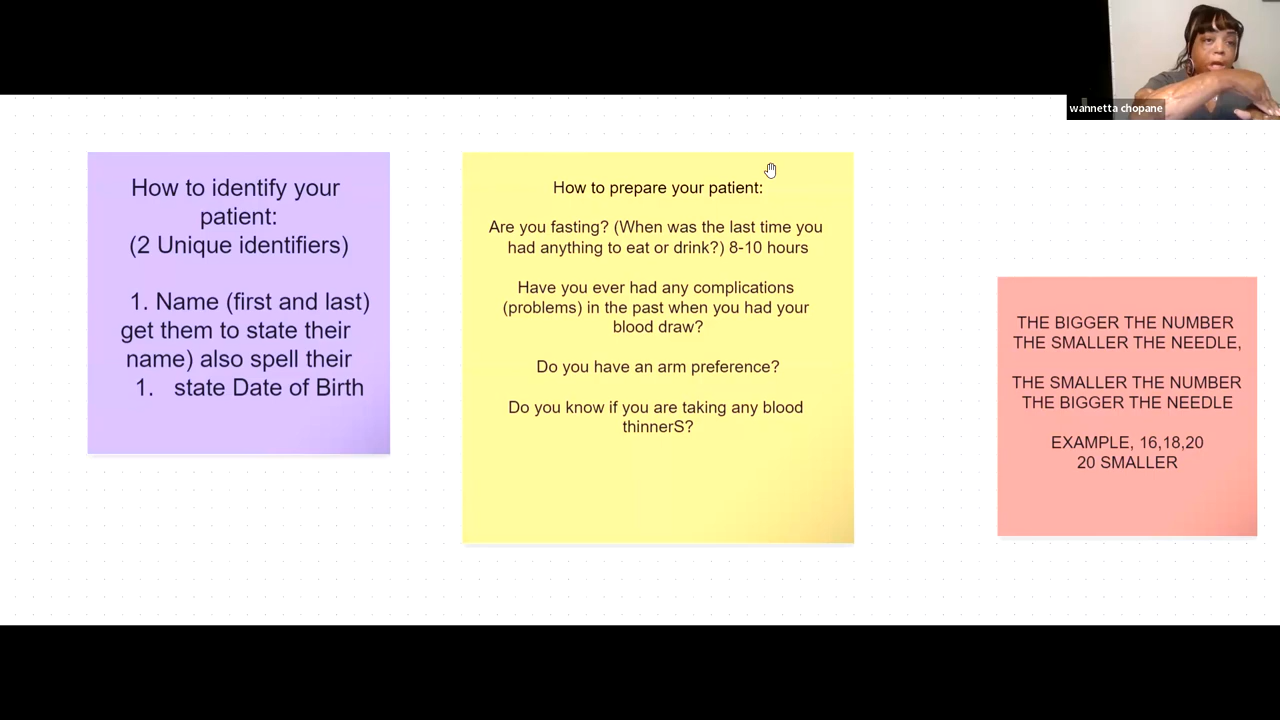 wannetta chopane
How to identify your
patient:
(2 Unique identifiers)
1. Name (first and last)
get them to state their
name) also spell their
1. state Date of Birth
How to prepare your patient:
Are you fasting? (When was the last time you
had anything to eat or drink?) 8-10 hours
Have you ever had any complications
(problems) in the past when you had your
blood draw?
Do you have an arm preference?
Do you know if you are taking any blood
thinnerS?
THE BIGGER THE NUMBER
THE SMALLER THE NEEDLE,
THE SMALLER THE NUMBER
THE BIGGER THE NEEDLE
EXAMPLE, 16,18,20
20 SMALLER